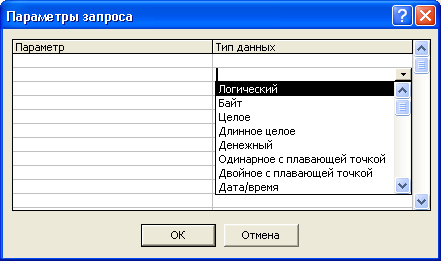 Параметры запроса
Параметр Тип данных
Логический
Байт
Целое
Длинное целое
Денежный
Одинарное с плавающей точкой
Двойное с плавающей точкой
Дата/время
ОК Отмена